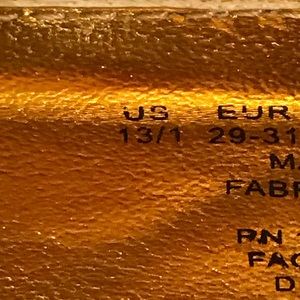 US EUR
13/1 29-31
MA
FABR
RN
FAC
D